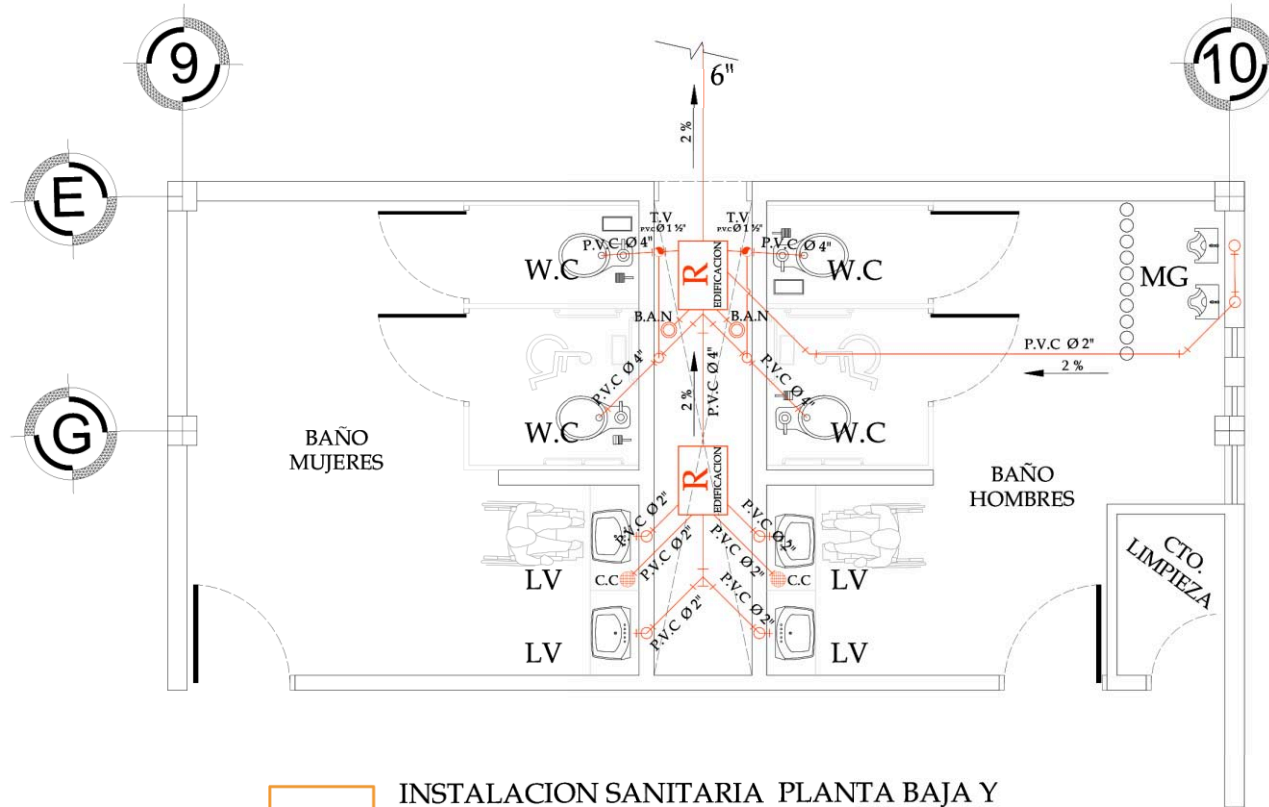 9
10
6"
2 %
E
T.V
P.V.C Ø 1 ½"
T.V
P.V.C Ø 1 ½"
P.V.C Ø 4"
P.V.C Ø 4"
W.C
R
EDIFICACION
W.C
MG
B.A.N
B.A.N
P.V.C Ø 2"
2 %
P.V.C Ø 4"
2 %
P.V.C Ø 4"
P.V.C Ø 4"
G
BAÑO
MUJERES
W.C
W.C
BAÑO
HOMBRES
R
EDIFICACION
P.V.C Ø 2"
P.V.C Ø 2"
P.V.C Ø 2"
P.V.C Ø 2"
LV
C.C
C.C
LV
CTO.
LIMPIEZA
P.V.C Ø 2"
P.V.C Ø 2"
LV
LV
INSTALACION SANITARIA PLANTA BAJA Y